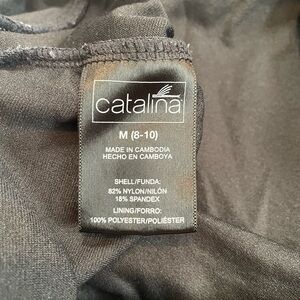 catalina
M (8-10)
MADE IN CAMBODIA
HECHO EN CAMBOYA
SHELL/FUNDA:
82% NYLON/NILÓN
18% SPANDEX
LINING/FORRO:
100% POLYESTER/POLIÉSTER